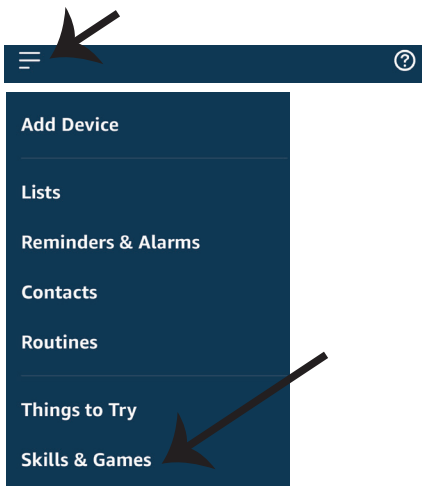 ?
Add Device
Lists
Reminders & Alarms
Contacts
Routines
Things to Try
Skills & Games